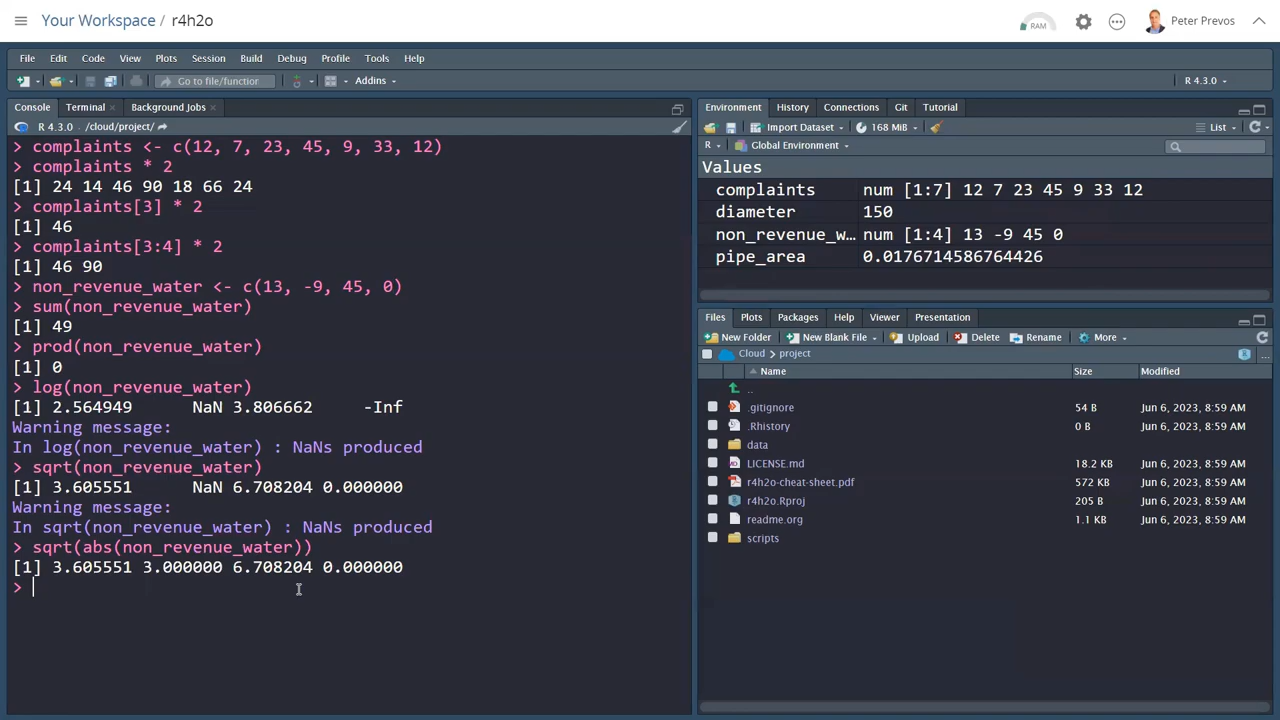 Your Workspace / r4h2o
RAM
Peter Prevos
File Edit Code View Plots Session Build Debug Profile Tools Help
Go to file/function
Addins
R 4.3.0
Console Terminal Background Jobs
R 4.3.0 . /cloud/project/
> complaints <- c(12, 7, 23, 45, 9, 33, 12)
> complaints * 2
[1] 24 14 46 90 18 66 24
> complaints[3] * 2
[1] 46
> complaints[3:4] * 2
[1] 46 90
> non_revenue_water <- c(13, -9, 45, 0)
> sum(non_revenue_water)
[1] 49
> prod(non_revenue_water)
[1] 0
> log(non_revenue_water)
[1] 2.564949 NaN 3.806662 -Inf
Warning message:
In log(non_revenue_water) : NaNs produced
> sqrt(non_revenue_water)
[1] 3.605551 NaN 6.708204 0.000000
Warning message:
In sqrt(non_revenue_water) : NaNs produced
> sqrt(abs(non_revenue_water))
[1] 3.605551 3.000000 6.708204 0.000000
>
Environment History Connections Git Tutorial
Import Dataset 168 MiB List
R Global Environment
Values
complaints num [1:7] 12 7 23 45 9 33 12
diameter 150
non_revenue_w… num [1:4] 13 -9 45 0
pipe_area 0.0176714586764426
Files Plots Packages Help Viewer Presentation
New Folder New Blank File Upload Delete Rename More
Cloud > project ...
Name Size Modified
..
.gitignore 54 B Jun 6, 2023, 8:59 AM
.Rhistory 0 B Jun 6, 2023, 8:59 AM
data
LICENSE.md 18.2 KB Jun 6, 2023, 8:59 AM
r4h2o-cheat-sheet.pdf 572 KB Jun 6, 2023, 8:59 AM
r4h2o.Rproj 205 B Jun 6, 2023, 8:59 AM
readme.org 1.1 KB Jun 6, 2023, 8:59 AM
scripts